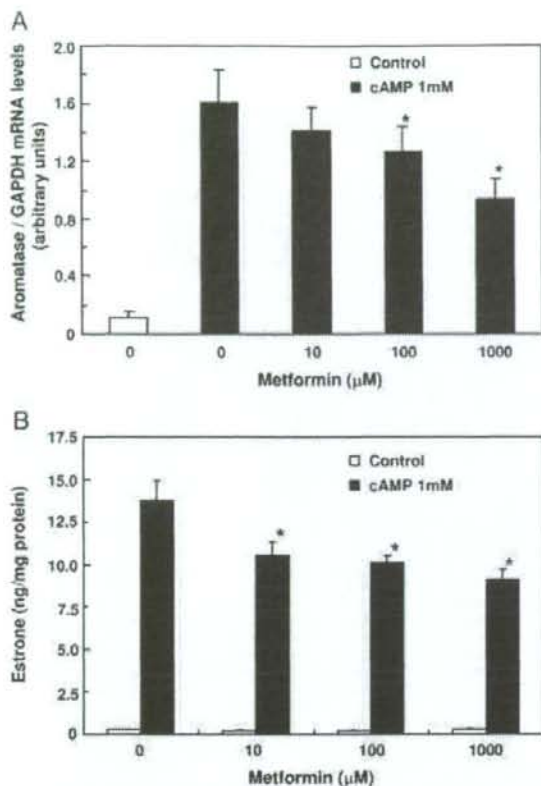 A
Aromatase / GAPDH mRNA levels
(arbitrary units)
2.0
1.6
1.2
0.8
0.4
0
Control
cAMP 1mM
*
*
0
0
10
100
1000
Metformin (μM)
B
Estrone (ng/mg protein)
17.5
15.0
12.5
10.0
7.5
5.0
2.5
0
Control
cAMP 1mM
*
*
*
0
10
100
1000
Metformin (μM)